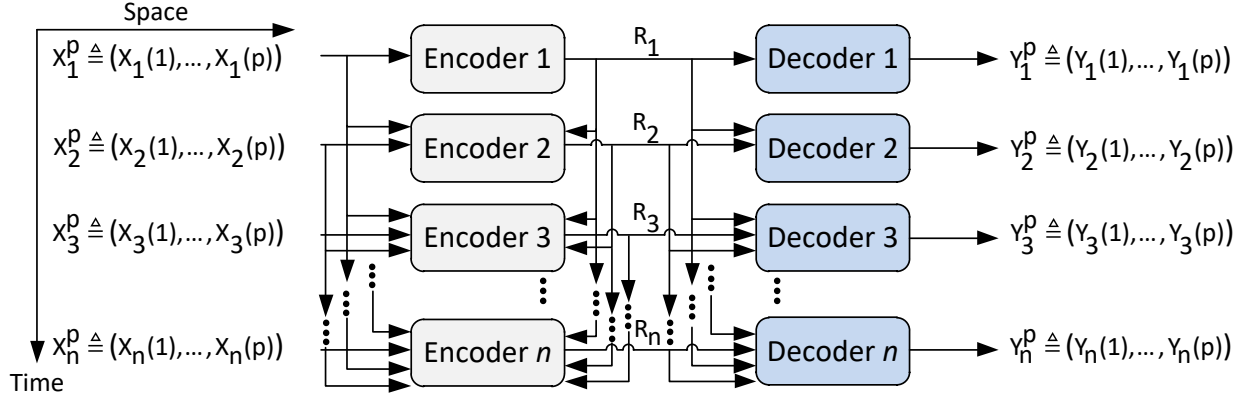 Space
X₁ᵖ ≜ (X₁(1),..., X₁(p)) Encoder 1 R₁ Decoder 1 Y₁ᵖ ≜ (Y₁(1),..., Y₁(p))
X₂ᵖ ≜ (X₂(1),..., X₂(p)) Encoder 2 R₂ Decoder 2 Y₂ᵖ ≜ (Y₂(1),..., Y₂(p))
X₃ᵖ ≜ (X₃(1),..., X₃(p)) Encoder 3 R₃ Decoder 3 Y₃ᵖ ≜ (Y₃(1),..., Y₃(p))
Xₙᵖ ≜ (Xₙ(1),..., Xₙ(p)) Encoder n Rₙ Decoder n Yₙᵖ ≜ (Yₙ(1),..., Yₙ(p))
Time